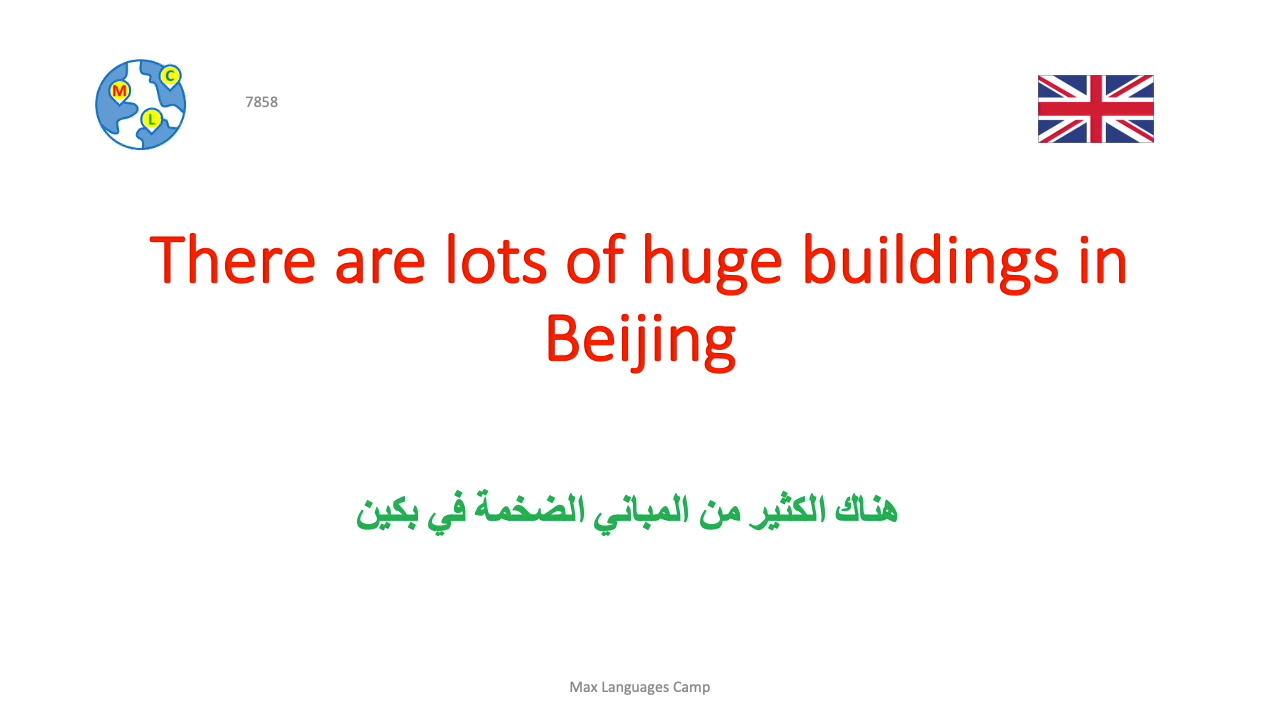 M
C
L
7858
There are lots of huge buildings in
Beijing
هناك الكثير من المباني الضخمة في بكين
Max Languages Camp